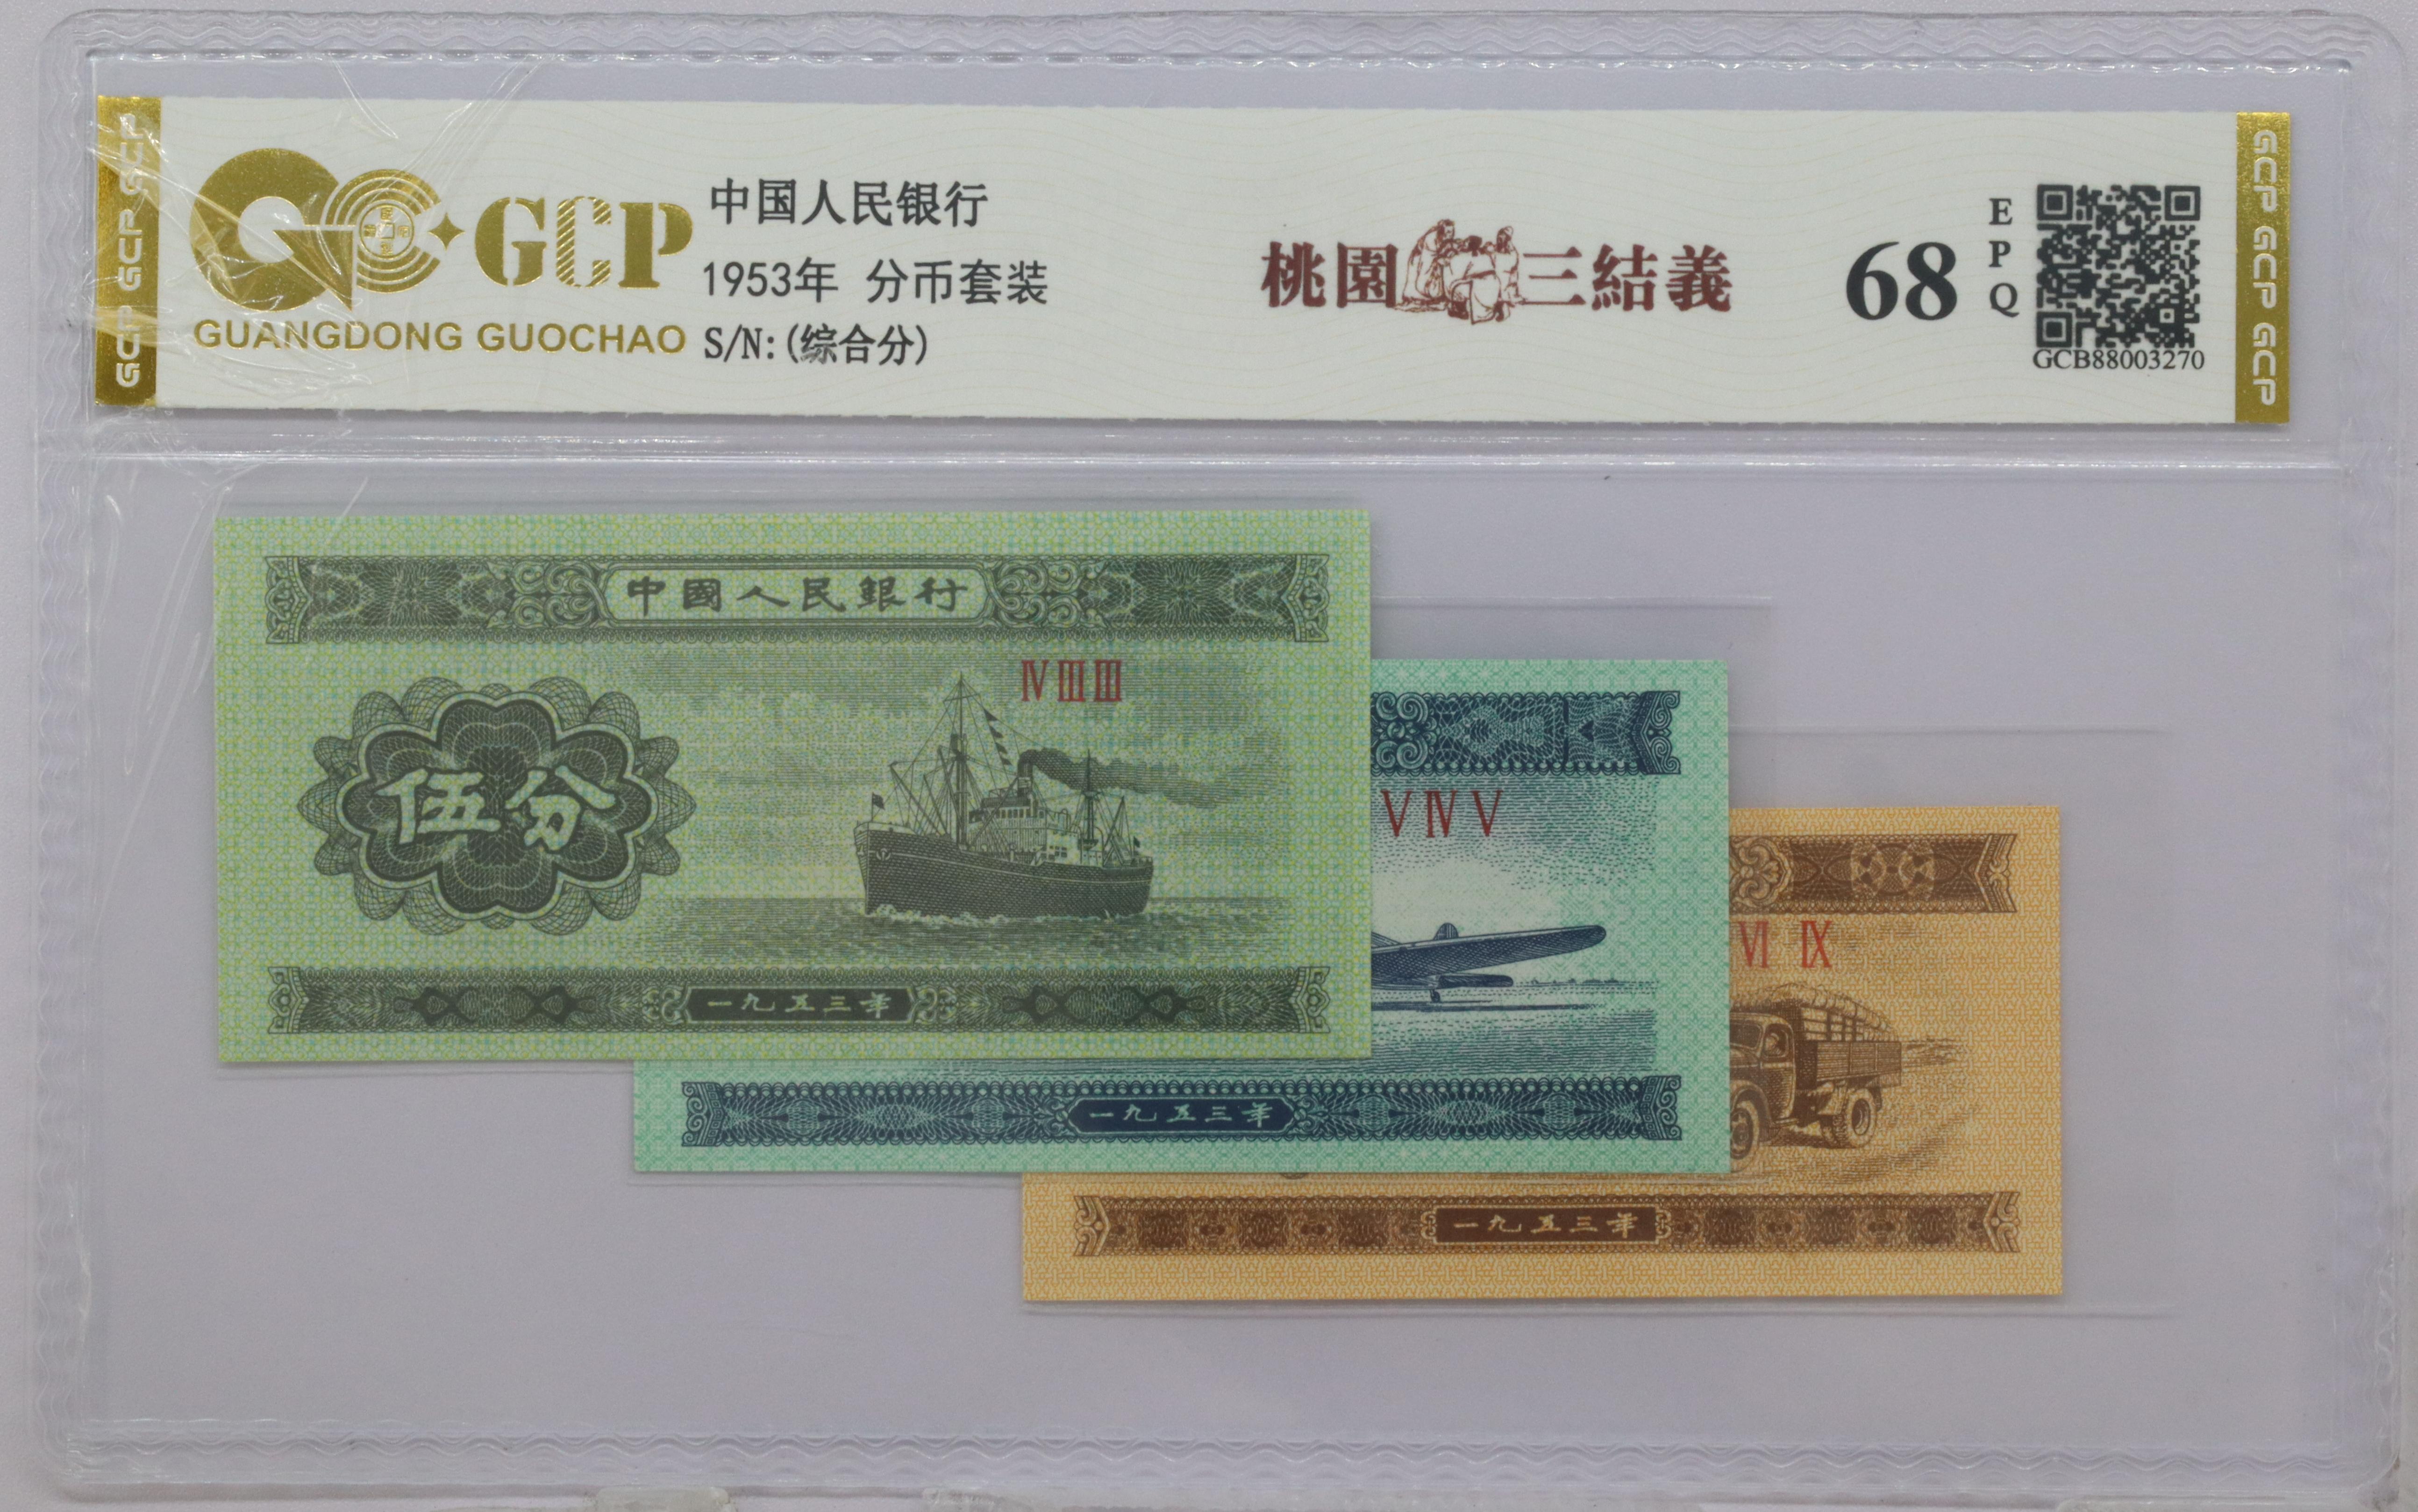 GCP GCP GCP
GCP
GUANGDONG GUOCHAO
中国人民银行
1953年 分币套装
S/N:(综合分)
桃園三結義
68
EPQ
GCB88003270
GCP GCP GCP
中國人民銀行
ⅣⅢⅢ
伍分
一九五三年
ⅤⅣⅤ
一九五三年
Ⅵ Ⅸ
一九五三年